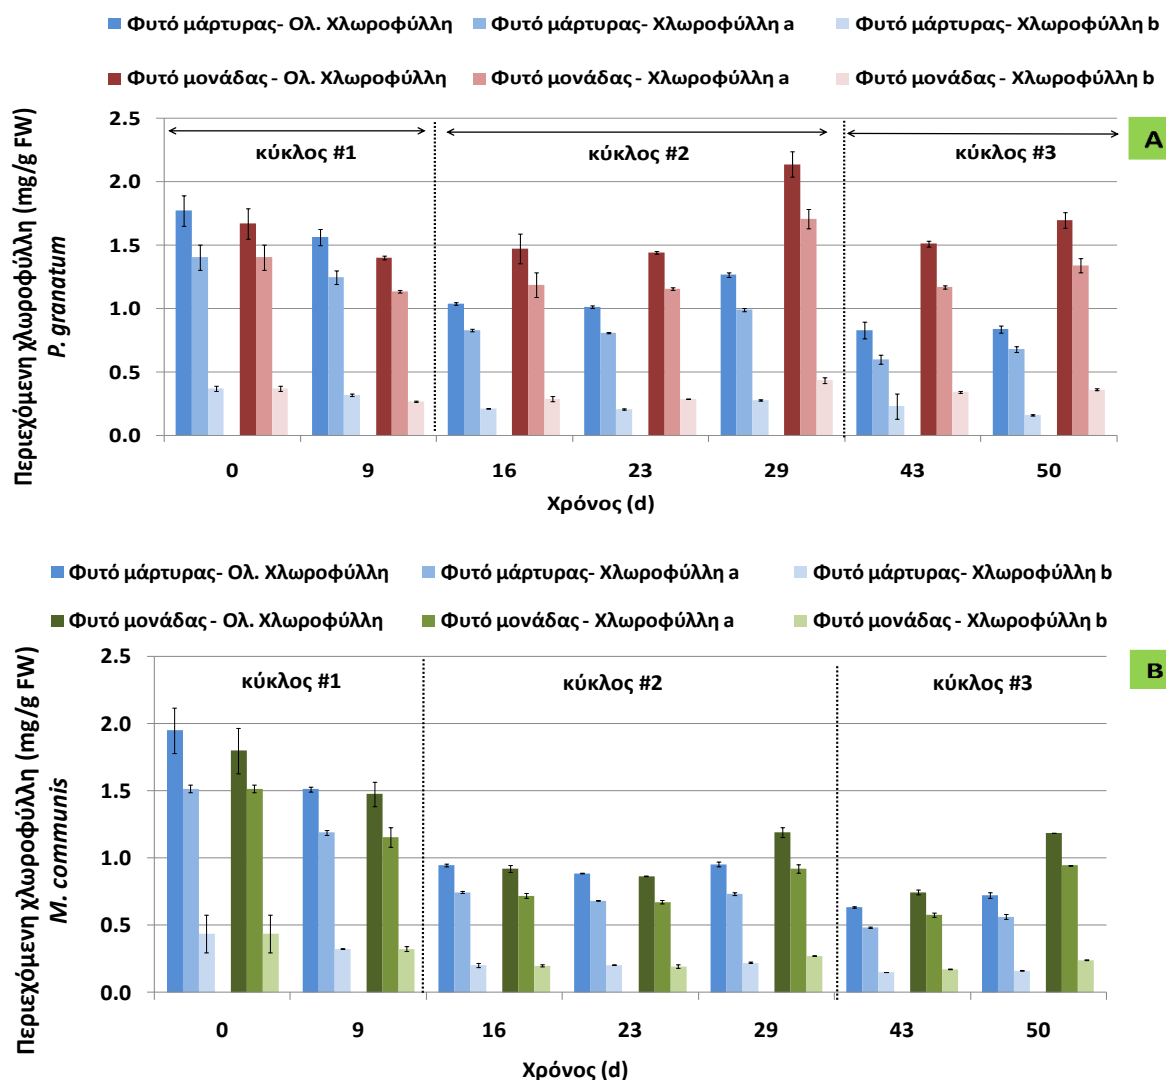 Φυτό μάρτυρας- Ολ. Χλωροφύλλη Φυτό μάρτυρας- Χλωροφύλλη a Φυτό μάρτυρας- Χλωροφύλλη b
Φυτό μονάδας - Ολ. Χλωροφύλλη Φυτό μονάδας - Χλωροφύλλη a Φυτό μονάδας - Χλωροφύλλη b
A
κύκλος #1 κύκλος #2 κύκλος #3
Περιεχόμενη χλωροφύλλη (mg/g FW)
P. granatum
2.5
2.0
1.5
1.0
0.5
0.0
0 9 16 23 29 43 50
Χρόνος (d)
Φυτό μάρτυρας- Ολ. Χλωροφύλλη Φυτό μάρτυρας- Χλωροφύλλη a Φυτό μάρτυρας- Χλωροφύλλη b
Φυτό μονάδας - Ολ. Χλωροφύλλη Φυτό μονάδας - Χλωροφύλλη a Φυτό μονάδας - Χλωροφύλλη b
B
κύκλος #1 κύκλος #2 κύκλος #3
Περιεχόμενη χλωροφύλλη (mg/g FW)
M. communis
2.5
2.0
1.5
1.0
0.5
0.0
0 9 16 23 29 43 50
Χρόνος (d)